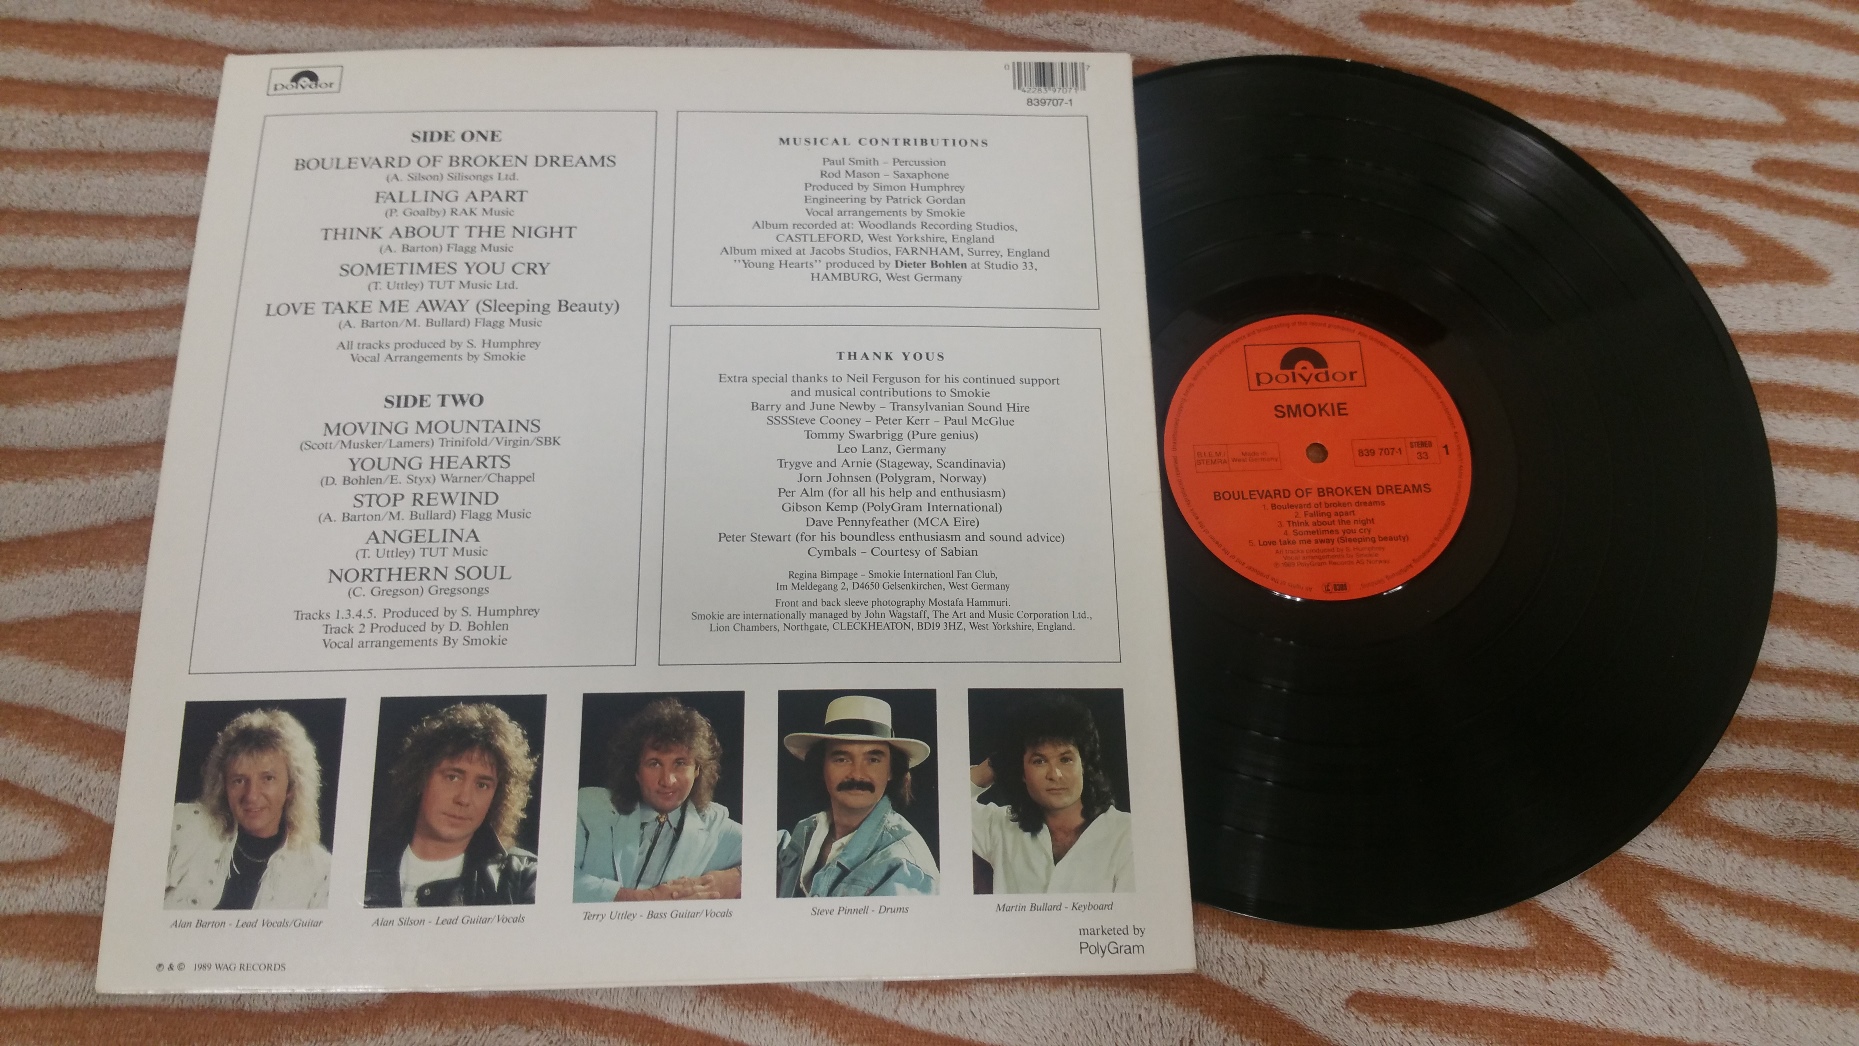 polydor
0 42283 97071 7
839707-1
SIDE ONE
BOULEVARD OF BROKEN DREAMS
(A. Silson) Silisongs Ltd.
FALLING APART
(P. Goalby) RAK Music
THINK ABOUT THE NIGHT
(A. Barton) Flagg Music
SOMETIMES YOU CRY
(T. Uttley) TUT Music Ltd.
LOVE TAKE ME AWAY (Sleeping Beauty)
(A. Barton/M. Bullard) Flagg Music
All tracks produced by S. Humphrey
Vocal Arrangements by Smokie
SIDE TWO
MOVING MOUNTAINS
(Scott/Musker/Lamers) Trinifold/Virgin/SBK
YOUNG HEARTS
(D. Bohlen/E. Styx) Warner/Chappel
STOP REWIND
(A. Barton/M. Bullard) Flagg Music
ANGELINA
(T. Uttley) TUT Music
NORTHERN SOUL
(C. Gregson) Gregsongs
Tracks 1.3.4.5. Produced by S. Humphrey
Track 2 Produced by D. Bohlen
Vocal arrangements By Smokie
MUSICAL CONTRIBUTIONS
Paul Smith – Percussion
Rod Mason – Saxaphone
Produced by Simon Humphrey
Engineering by Patrick Gordan
Vocal arrangements by Smokie
Album recorded at: Woodlands Recording Studios,
CASTLEFORD, West Yorkshire, England
Album mixed at Jacobs Studios, FARNHAM, Surrey, England
"Young Hearts" produced by Dieter Bohlen at Studio 33,
HAMBURG, West Germany
THANK YOUS
Extra special thanks to Neil Ferguson for his continued support
and musical contributions to Smokie
Barry and June Newby – Transylvanian Sound Hire
SSSSteve Cooney – Peter Kerr – Paul McGlue
Tommy Swarbrigg (Pure genius)
Leo Lanz, Germany
Trygve and Arnie (Stageway, Scandinavia)
Jorn Johnsen (Polygram, Norway)
Per Alm (for all his help and enthusiasm)
Gibson Kemp (PolyGram International)
Dave Pennyfeather (MCA Eire)
Peter Stewart (for his boundless enthusiasm and sound advice)
Cymbals – Courtesy of Sabian
Regina Bimpage – Smokie Internationl Fan Club,
Im Meldegang 2, D4650 Gelsenkirchen, West Germany
Front and back sleeve photography Mostafa Hammuri.
Smokie are internationally managed by John Wagstaff, The Art and Music Corporation Ltd.,
Lion Chambers, Northgate, CLECKHEATON, BD19 3HZ, West Yorkshire, England.
Alan Barton - Lead Vocals/Guitar
Alan Silson - Lead Guitar/Vocals
Terry Uttley - Bass Guitar/Vocals
Steve Pinnell - Drums
Martin Bullard - Keyboard
marketed by
PolyGram
℗ & © 1989 WAG RECORDS
polydor
SMOKIE
B.I.E.M./
STEMRA
Made in
West Germany
839 707-1
STEREO
33
1
BOULEVARD OF BROKEN DREAMS
1. Boulevard of broken dreams
2. Falling apart
3. Think about the night
4. Sometimes you cry
5. Love take me away (Sleeping beauty)
Vocal arrangements by Smokie